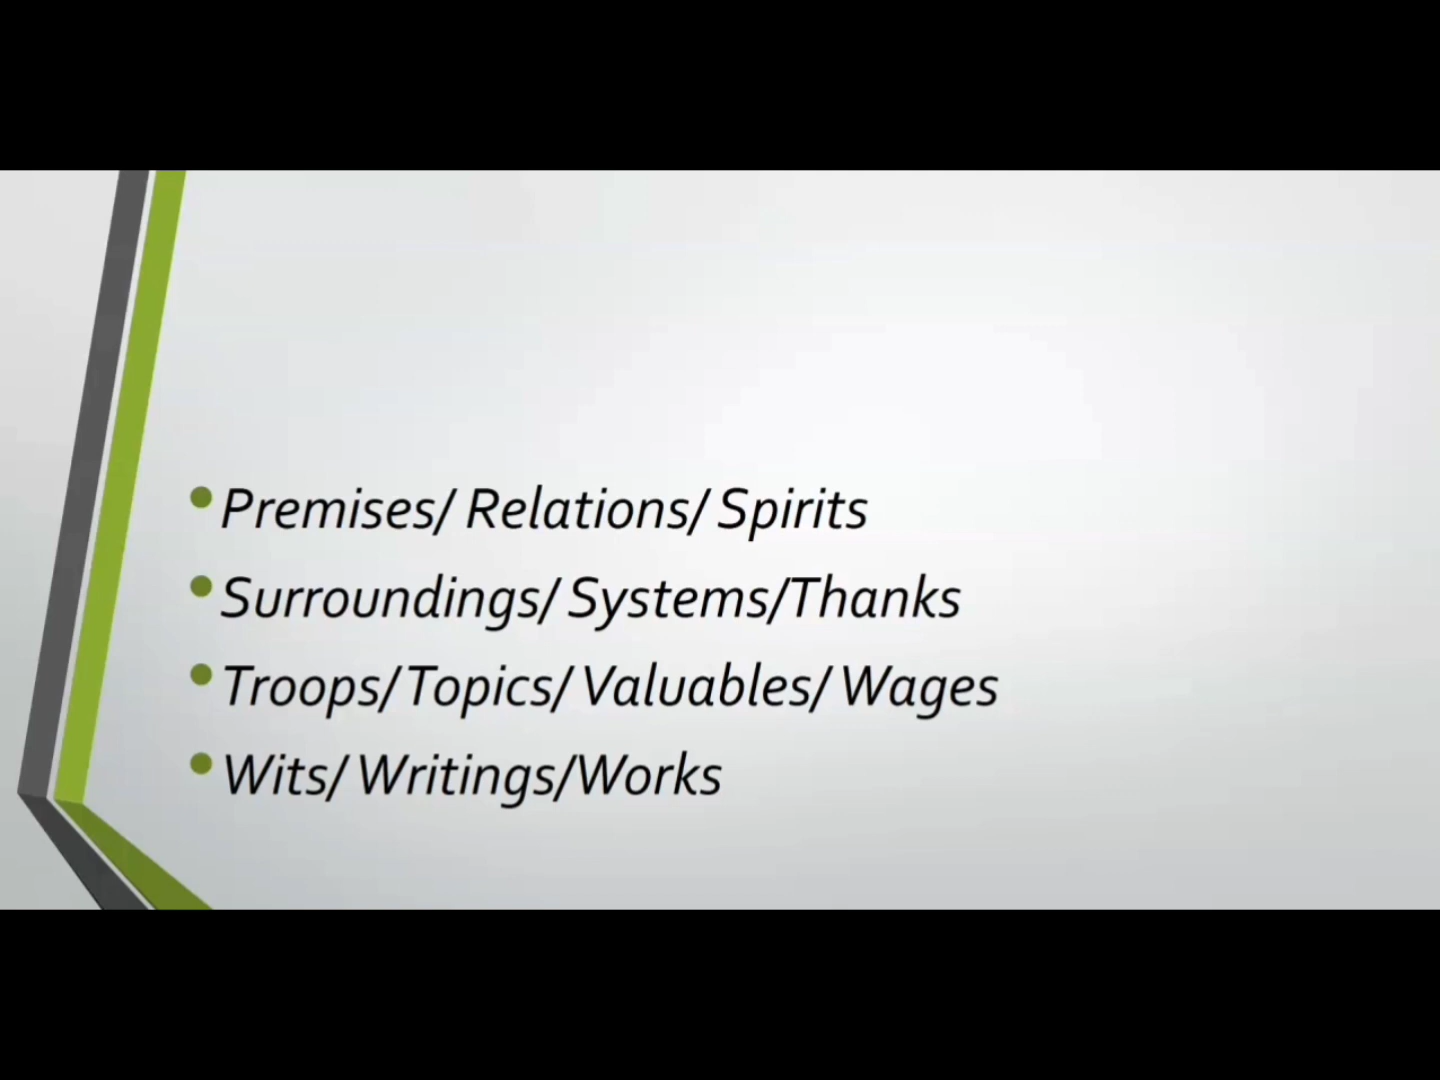 • Premises/ Relations/ Spirits
• Surroundings/ Systems/Thanks
• Troops/ Topics/ Valuables/ Wages
• Wits/ Writings/Works